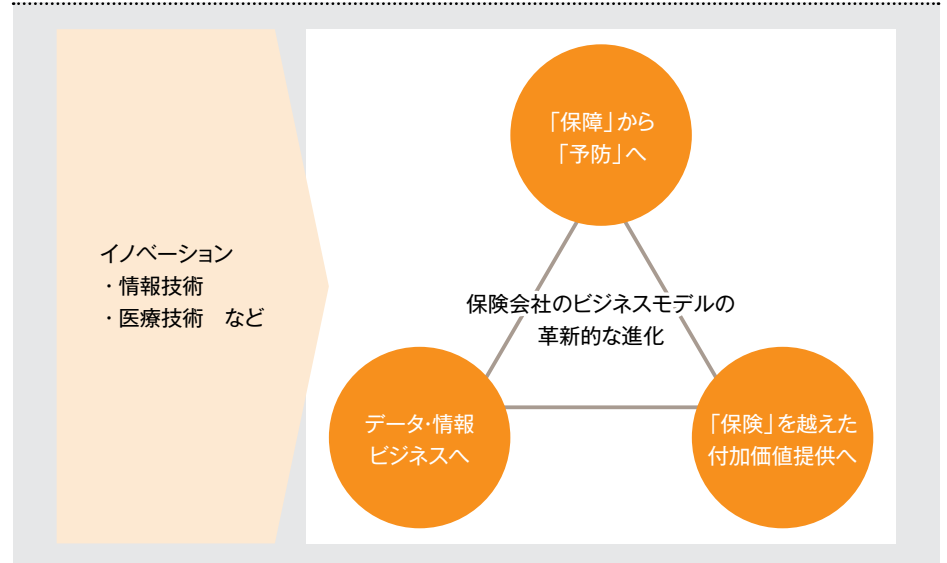 イノベーション
・情報技術
・医療技術　など
「保障」から
「予防」へ
保険会社のビジネスモデルの
革新的な進化
データ・情報
ビジネスへ
「保険」を越えた
付加価値提供へ